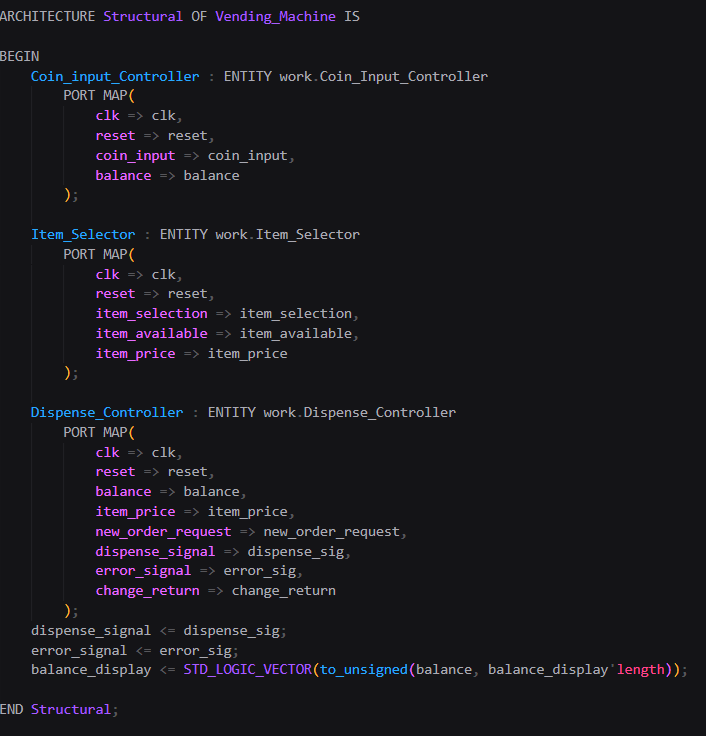 ARCHITECTURE Structural OF Vending_Machine IS
BEGIN
Coin_input_Controller : ENTITY work.Coin_Input_Controller
PORT MAP(
clk => clk,
reset => reset,
coin_input => coin_input,
balance => balance
);
Item_Selector : ENTITY work.Item_Selector
PORT MAP(
clk => clk,
reset => reset,
item_selection => item_selection,
item_available => item_available,
item_price => item_price
);
Dispense_Controller : ENTITY work.Dispense_Controller
PORT MAP(
clk => clk,
reset => reset,
balance => balance,
item_price => item_price,
new_order_request => new_order_request,
dispense_signal => dispense_sig,
error_signal => error_sig,
change_return => change_return
);
dispense_signal <= dispense_sig;
error_signal <= error_sig;
balance_display <= STD_LOGIC_VECTOR(to_unsigned(balance, balance_display'length));
END Structural;